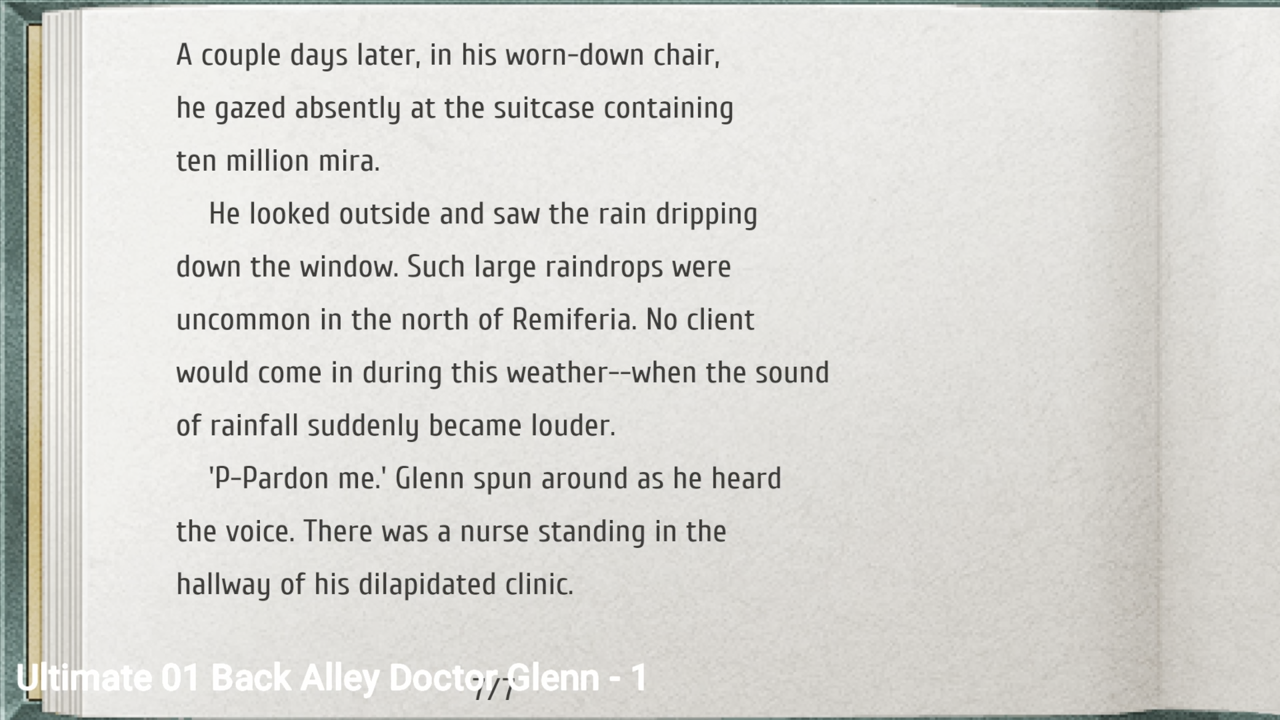 A couple days later, in his worn-down chair,
he gazed absently at the suitcase containing
ten million mira.
He looked outside and saw the rain dripping
down the window. Such large raindrops were
uncommon in the north of Remiferia. No client
would come in during this weather--when the sound
of rainfall suddenly became louder.
'P-Pardon me.' Glenn spun around as he heard
the voice. There was a nurse standing in the
hallway of his dilapidated clinic.
Ultimate 01 Back Alley Doctor Glenn - 1
7/7